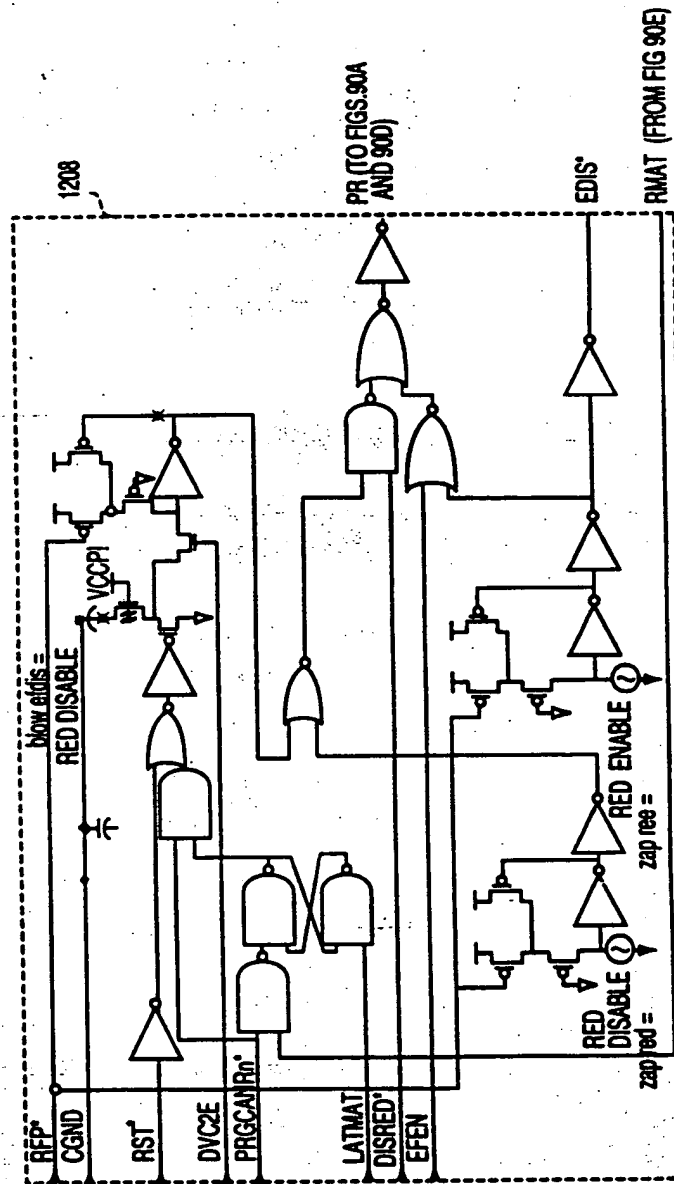 1208
RFP*
CGND
RST*
DVC2E
PRGCANRn*
LATMAT
DISRED*
EFEN
blow efdis =
RED DISABLE
VCCPI
RED
DISABLE
zap red =
RED ENABLE
zap ree =
PR (TO FIGS.90A
AND 90D)
EDIS*
RMAT (FROM FIG 90E)